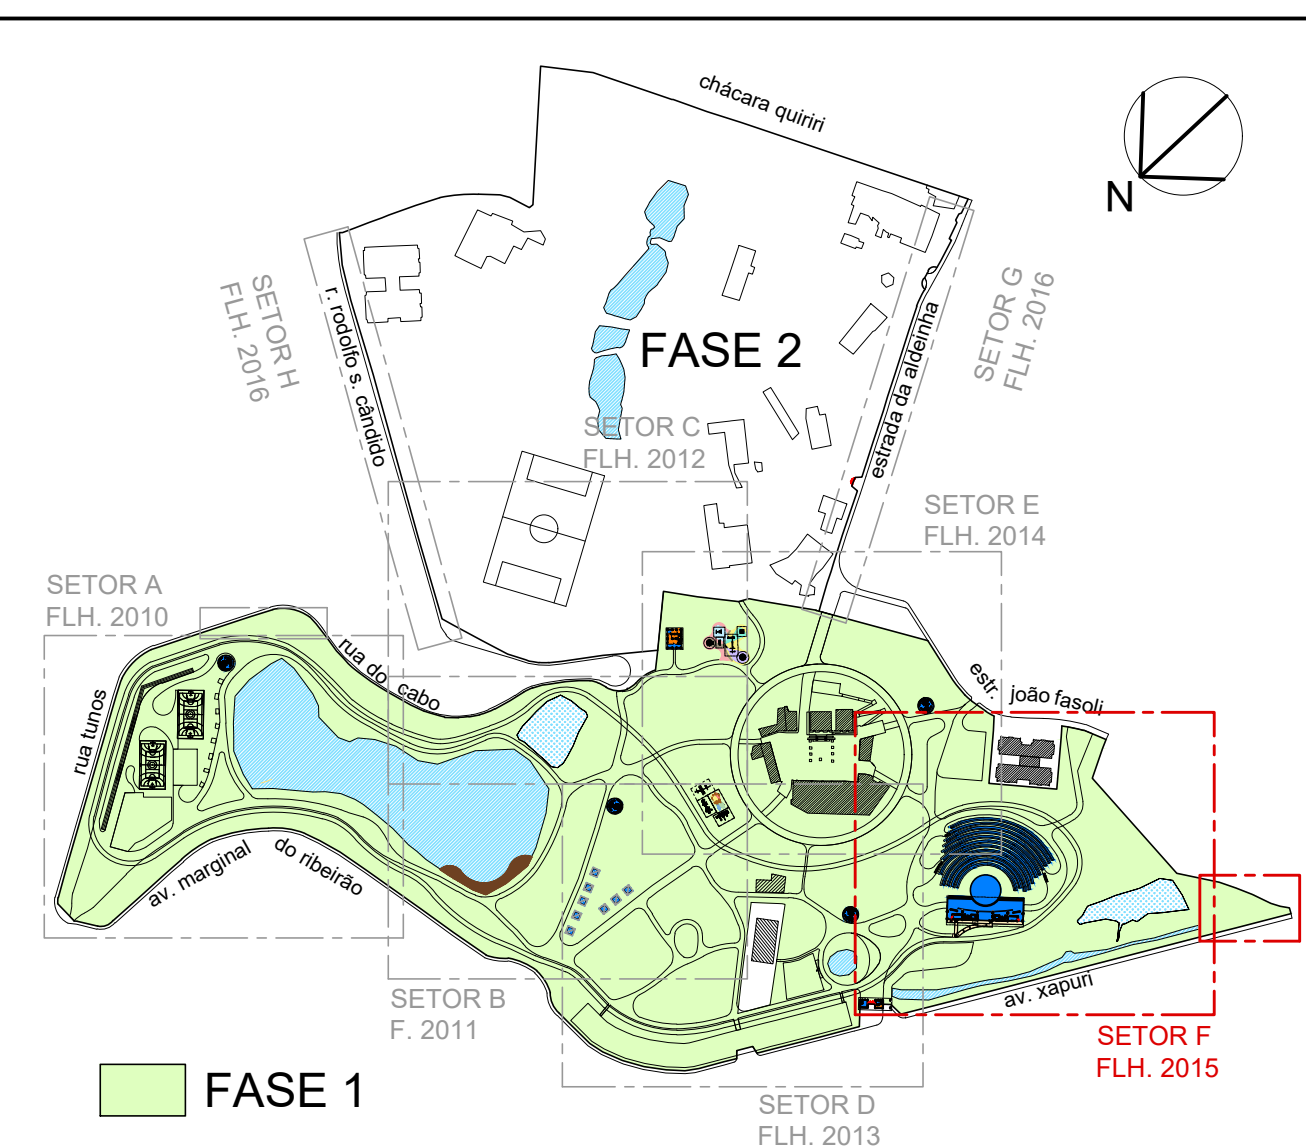 chácara quiriri
N
SETOR H
FLH. 2016
r. rodolfo s. cândido
FASE 2
estrada da aldeinha
SETOR G
FLH. 2016
SETOR C
FLH. 2012
SETOR E
FLH. 2014
SETOR A
FLH. 2010
rua do cabo
estr. joão fasoli
rua tunos
av. marginal do ribeirão
av. xapuri
SETOR B
F. 2011
SETOR F
FLH. 2015
FASE 1
SETOR D
FLH. 2013